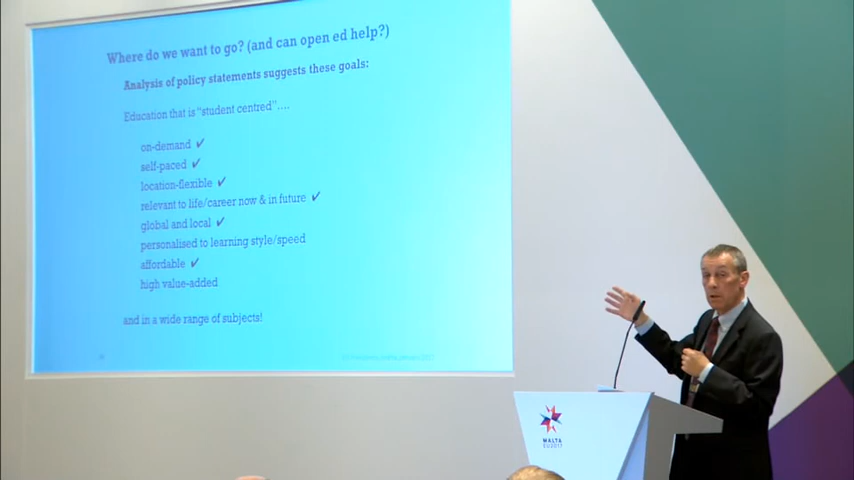 Where do we want to go? (and can open ed help?)
Analysis of policy statements suggests these goals:
Education that is "student centred"....
on-demand ✓
self-paced ✓
location-flexible ✓
relevant to life/career now & in future ✓
global and local ✓
personalised to learning style/speed
affordable ✓
high value-added
and in a wide range of subjects!
MALTA
EU2017